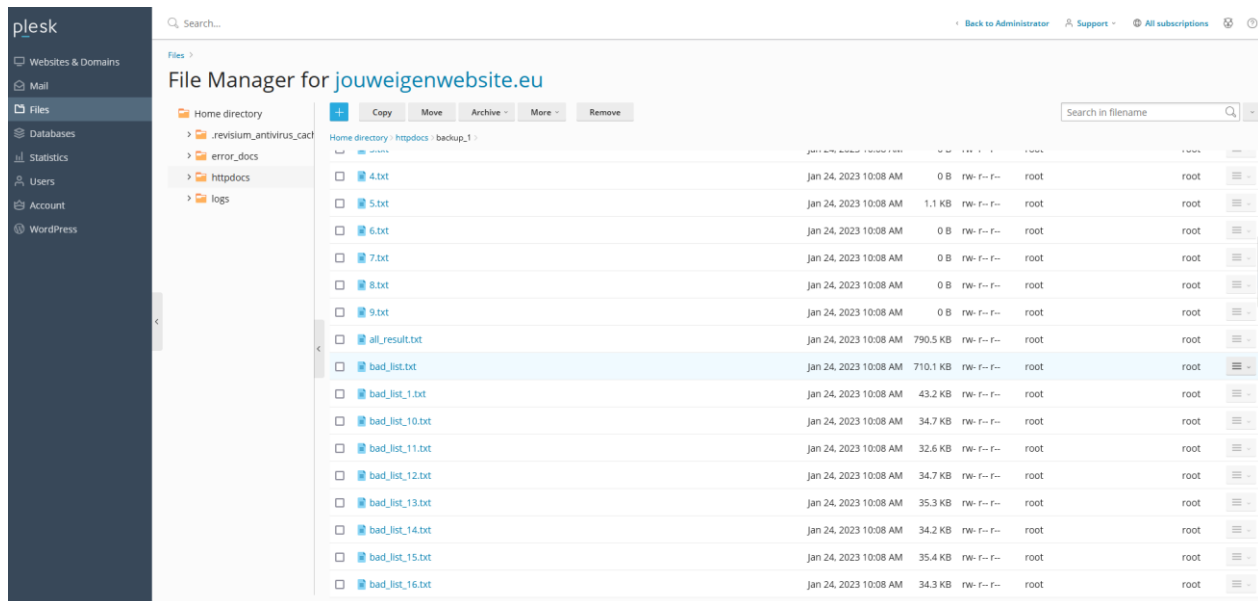 plesk
Search...
Back to Administrator Support All subscriptions
Websites & Domains
Mail
Files
Databases
Statistics
Users
Account
WordPress
Files >
File Manager for jouweigenwebsite.eu
Home directory
.revisium_antivirus_cach
error_docs
httpdocs
logs
+ Copy Move Archive More Remove
Search in filename
Home directory > httpdocs > backup_1 >
4.txt Jan 24, 2023 10:08 AM 0 B rw- r-- r-- root root
5.txt Jan 24, 2023 10:08 AM 1.1 KB rw- r-- r-- root root
6.txt Jan 24, 2023 10:08 AM 0 B rw- r-- r-- root root
7.txt Jan 24, 2023 10:08 AM 0 B rw- r-- r-- root root
8.txt Jan 24, 2023 10:08 AM 0 B rw- r-- r-- root root
9.txt Jan 24, 2023 10:08 AM 0 B rw- r-- r-- root root
all_result.txt Jan 24, 2023 10:08 AM 790.5 KB rw- r-- r-- root root
bad_list.txt Jan 24, 2023 10:08 AM 710.1 KB rw- r-- r-- root root
bad_list_1.txt Jan 24, 2023 10:08 AM 43.2 KB rw- r-- r-- root root
bad_list_10.txt Jan 24, 2023 10:08 AM 34.7 KB rw- r-- r-- root root
bad_list_11.txt Jan 24, 2023 10:08 AM 32.6 KB rw- r-- r-- root root
bad_list_12.txt Jan 24, 2023 10:08 AM 34.7 KB rw- r-- r-- root root
bad_list_13.txt Jan 24, 2023 10:08 AM 35.3 KB rw- r-- r-- root root
bad_list_14.txt Jan 24, 2023 10:08 AM 34.2 KB rw- r-- r-- root root
bad_list_15.txt Jan 24, 2023 10:08 AM 35.4 KB rw- r-- r-- root root
bad_list_16.txt Jan 24, 2023 10:08 AM 34.3 KB rw- r-- r-- root root